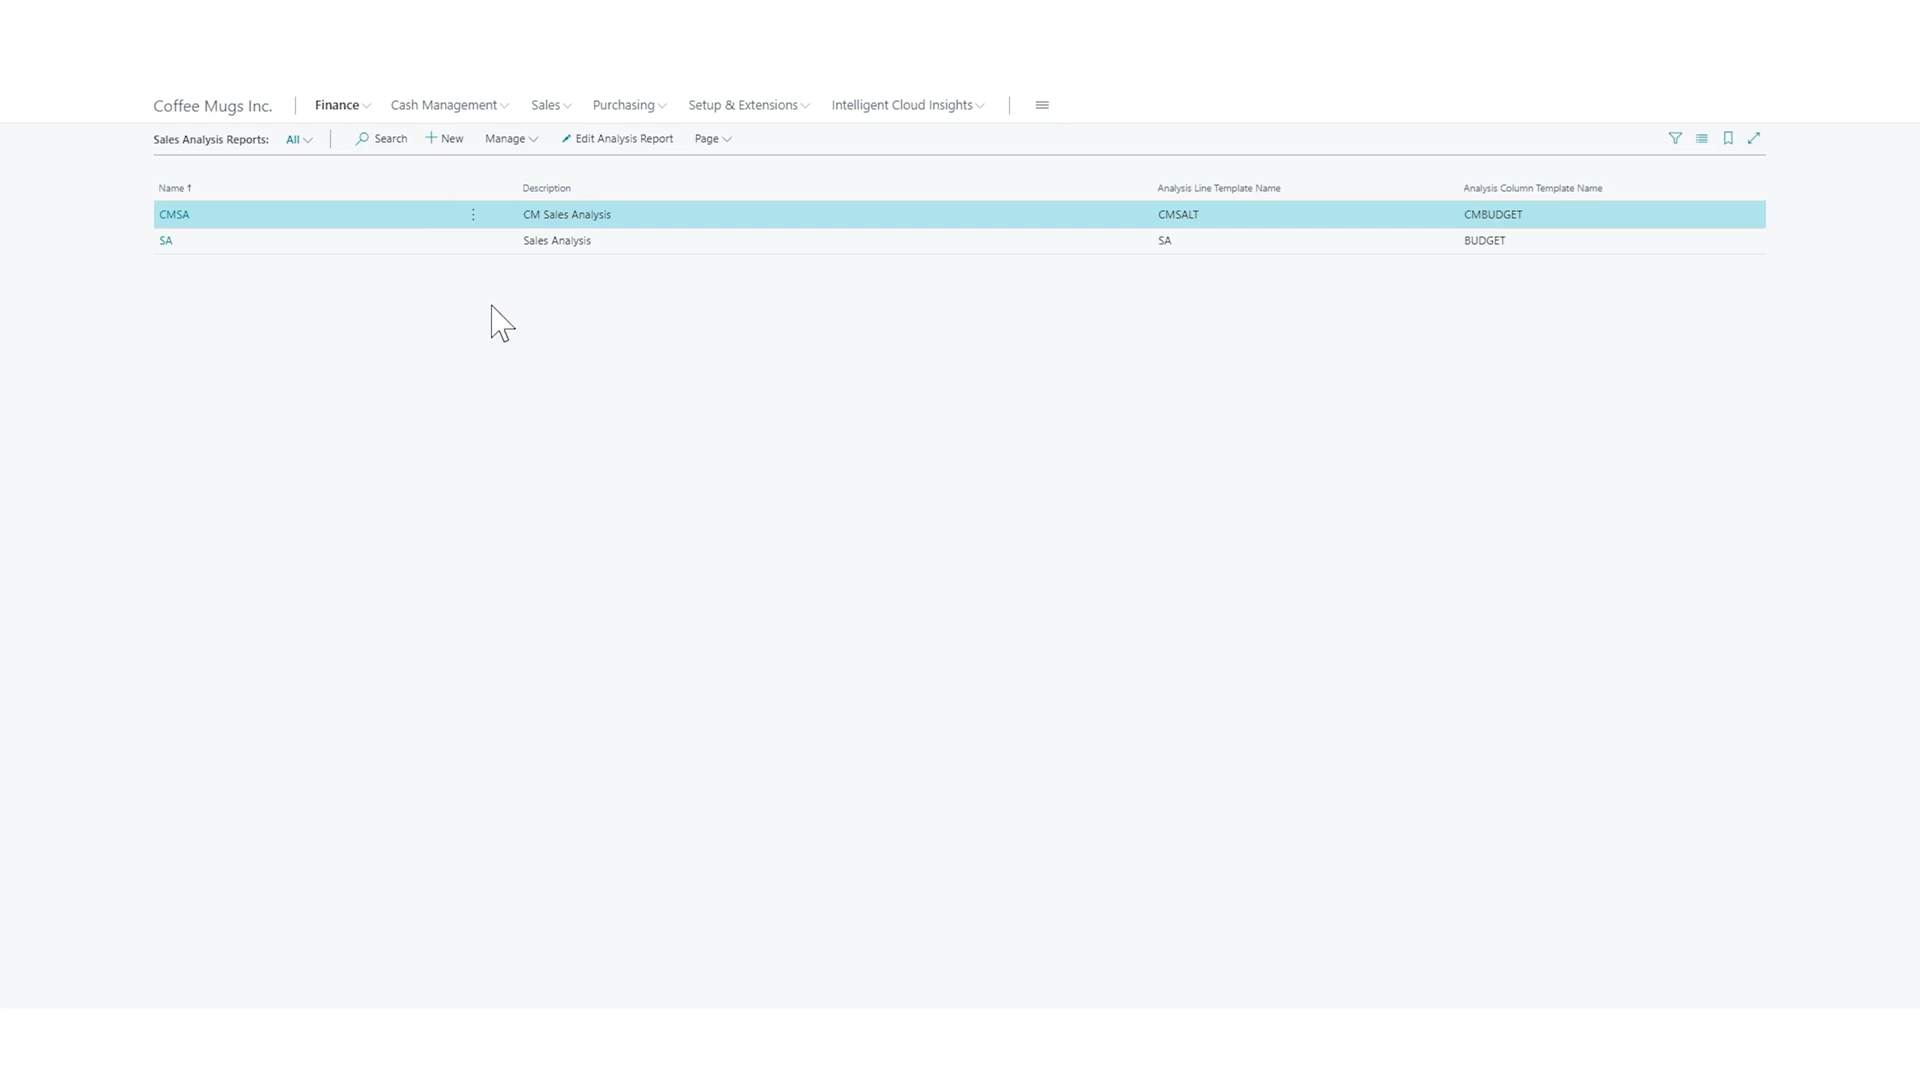 Coffee Mugs Inc. Finance Cash Management Sales Purchasing Setup & Extensions Intelligent Cloud Insights
Sales Analysis Reports: All Search New Manage Edit Analysis Report Page
Name ↑ Description Analysis Line Template Name Analysis Column Template Name
CMSA CM Sales Analysis CMSALT CMBUDGET
SA Sales Analysis SA BUDGET